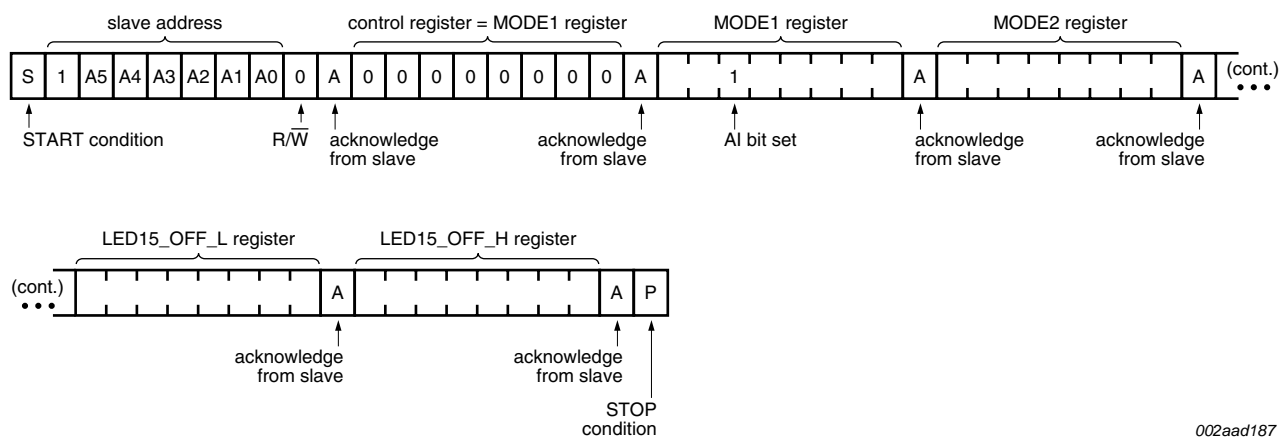 slave address control register = MODE1 register MODE1 register MODE2 register
S 1 A5 A4 A3 A2 A1 A0 0 A 0 0 0 0 0 0 0 0 A 1 A A (cont.)
START condition R/W̅ acknowledge from slave acknowledge from slave AI bit set acknowledge from slave acknowledge from slave
LED15_OFF_L register LED15_OFF_H register
(cont.) A A P
acknowledge from slave acknowledge from slave
STOP condition
002aad187